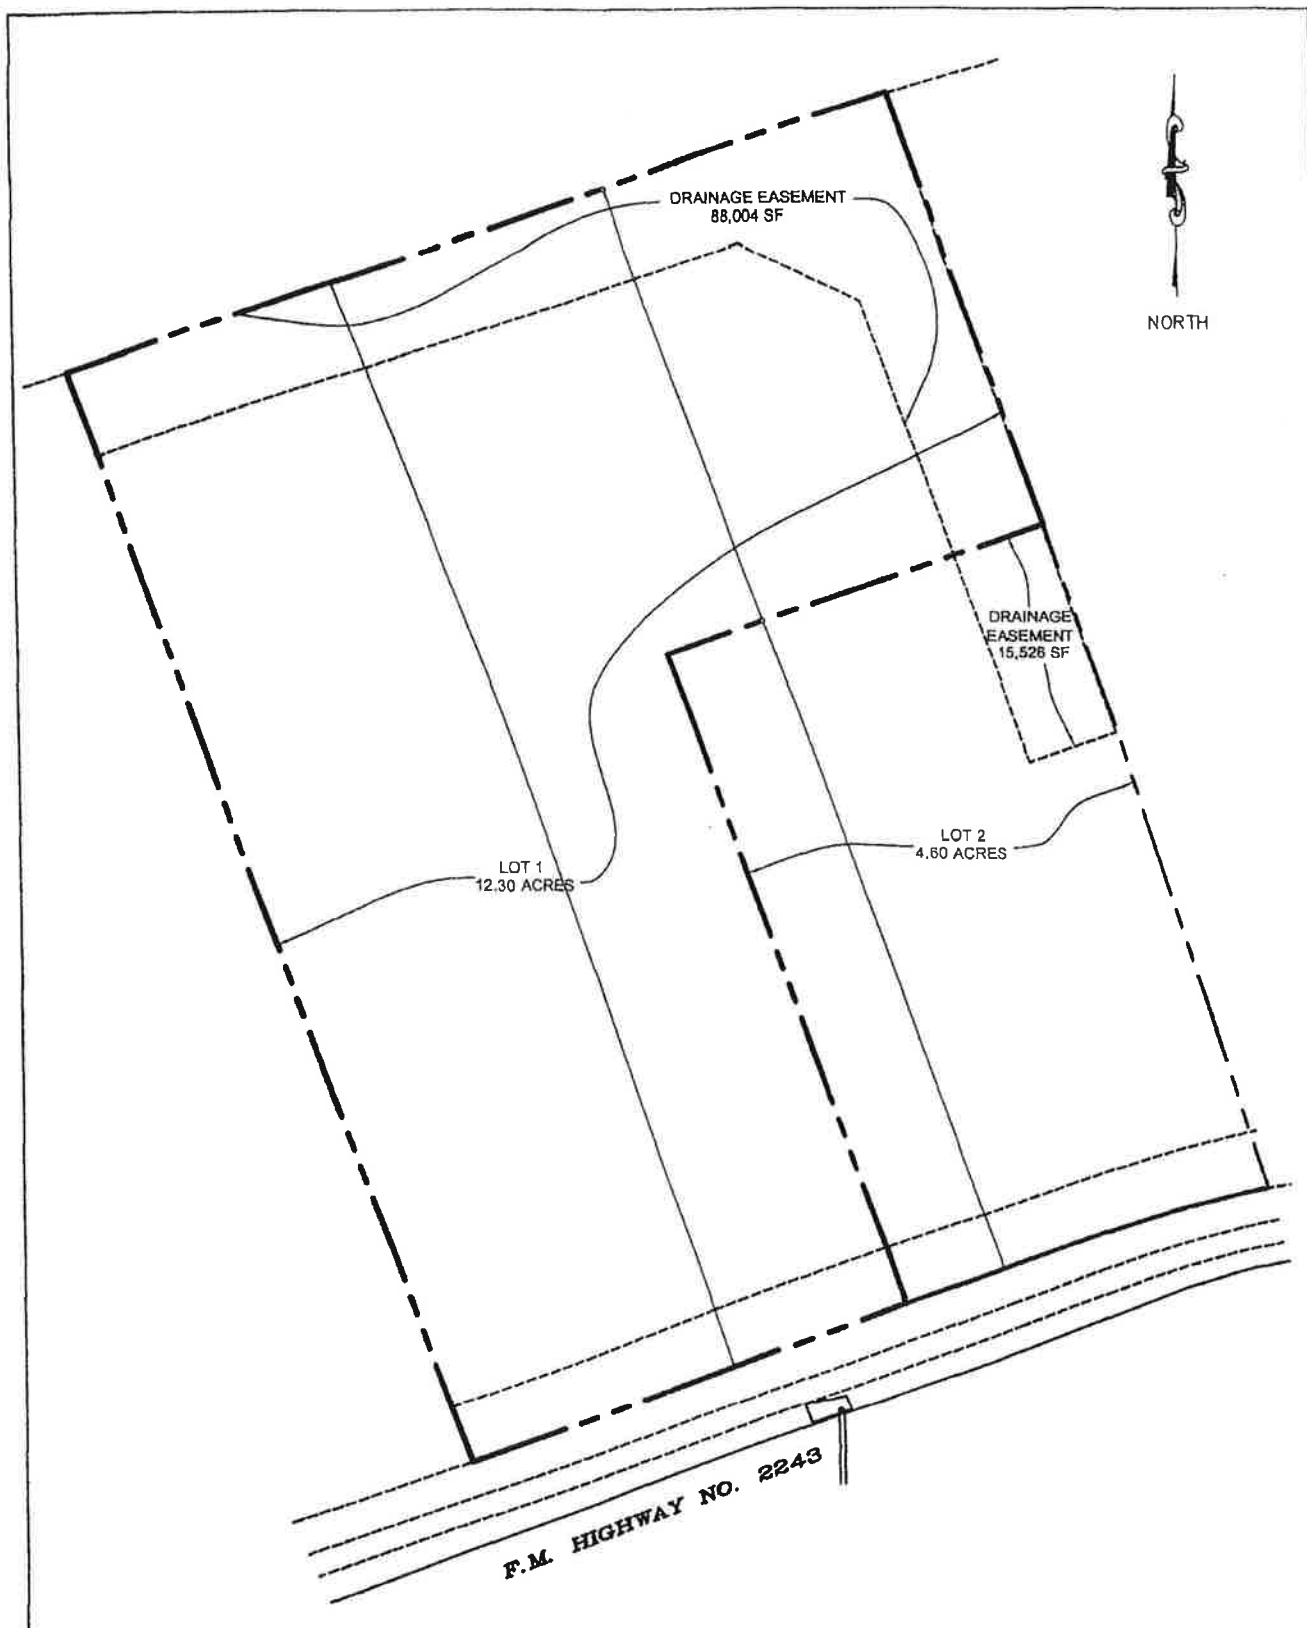 DRAINAGE EASEMENT
88,004 SF
NORTH
DRAINAGE
EASEMENT
15,526 SF
LOT 2
4.60 ACRES
LOT 1
12.30 ACRES
F.M. HIGHWAY NO. 2243